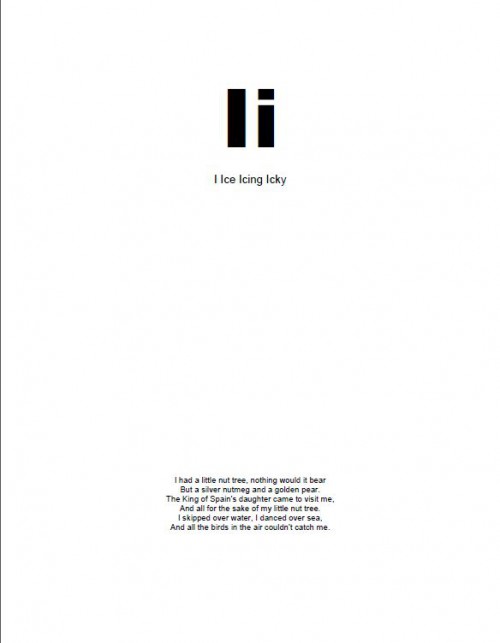 Ii
I Ice Icing Icky
I had a little nut tree, nothing would it bear
But a silver nutmeg and a golden pear.
The King of Spain's daughter came to visit me,
And all for the sake of my little nut tree.
I skipped over water, I danced over sea,
And all the birds in the air couldn't catch me.